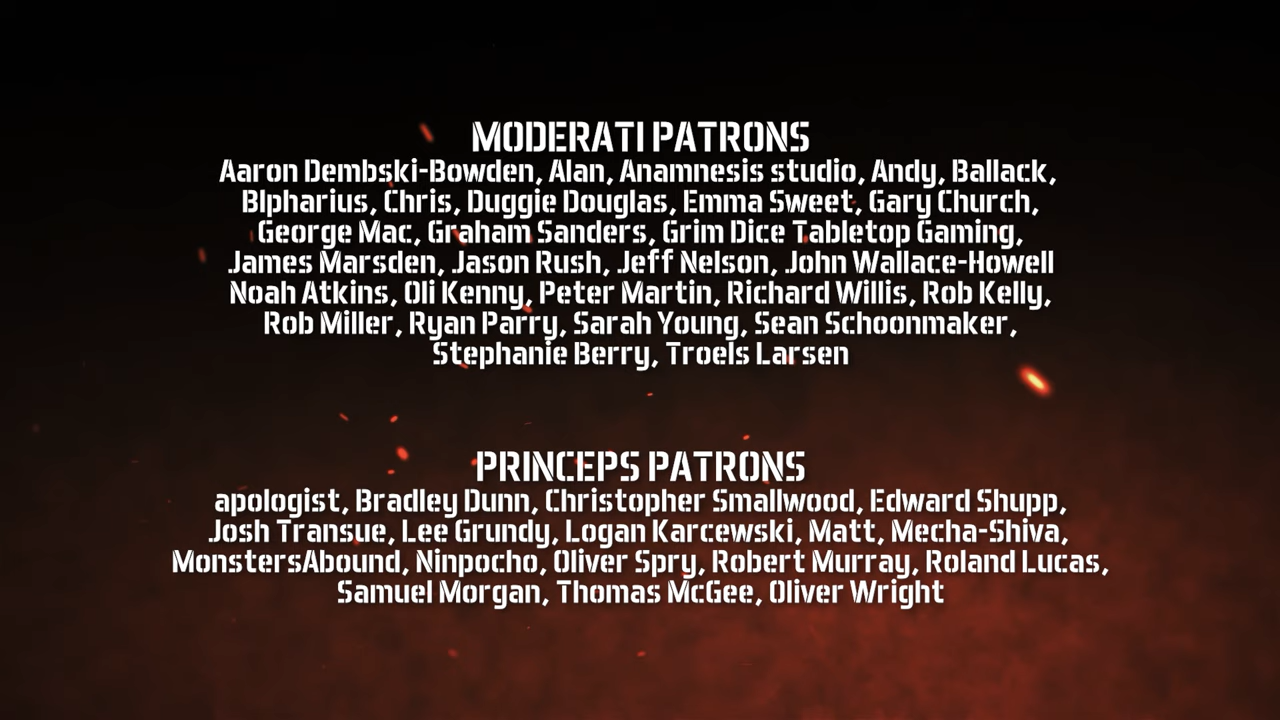 MODERATI PATRONS
Aaron Dembski-Bowden, Alan, Anamnesis studio, Andy, Ballack,
Blpharius, Chris, Duggie Douglas, Emma Sweet, Gary Church,
George Mac, Graham Sanders, Grim Dice Tabletop Gaming,
James Marsden, Jason Rush, Jeff Nelson, John Wallace-Howell
Noah Atkins, Oli Kenny, Peter Martin, Richard Willis, Rob Kelly,
Rob Miller, Ryan Parry, Sarah Young, Sean Schoonmaker,
Stephanie Berry, Troels Larsen
PRINCEPS PATRONS
apologist, Bradley Dunn, Christopher Smallwood, Edward Shupp,
Josh Transue, Lee Grundy, Logan Karcewski, Matt, Mecha-Shiva,
MonstersAbound, Ninpocho, Oliver Spry, Robert Murray, Roland Lucas,
Samuel Morgan, Thomas McGee, Oliver Wright